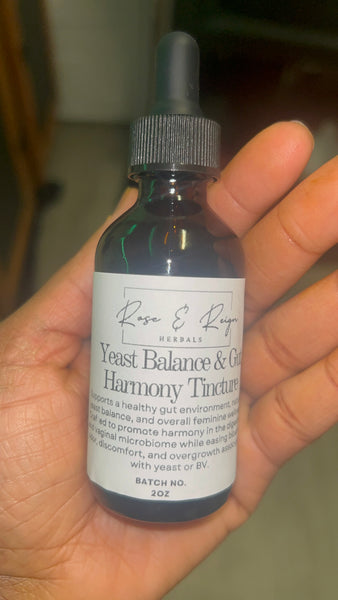 Rose & Reign
HERBALS
Yeast Balance & Gu
Harmony Tincture
supports a healthy gut environment,
yeast balance, and overall feminine
to promote harmony in the
vaginal microbiome while easing
discomfort, and overgrowth
with yeast or BV.
BATCH NO.
2OZ